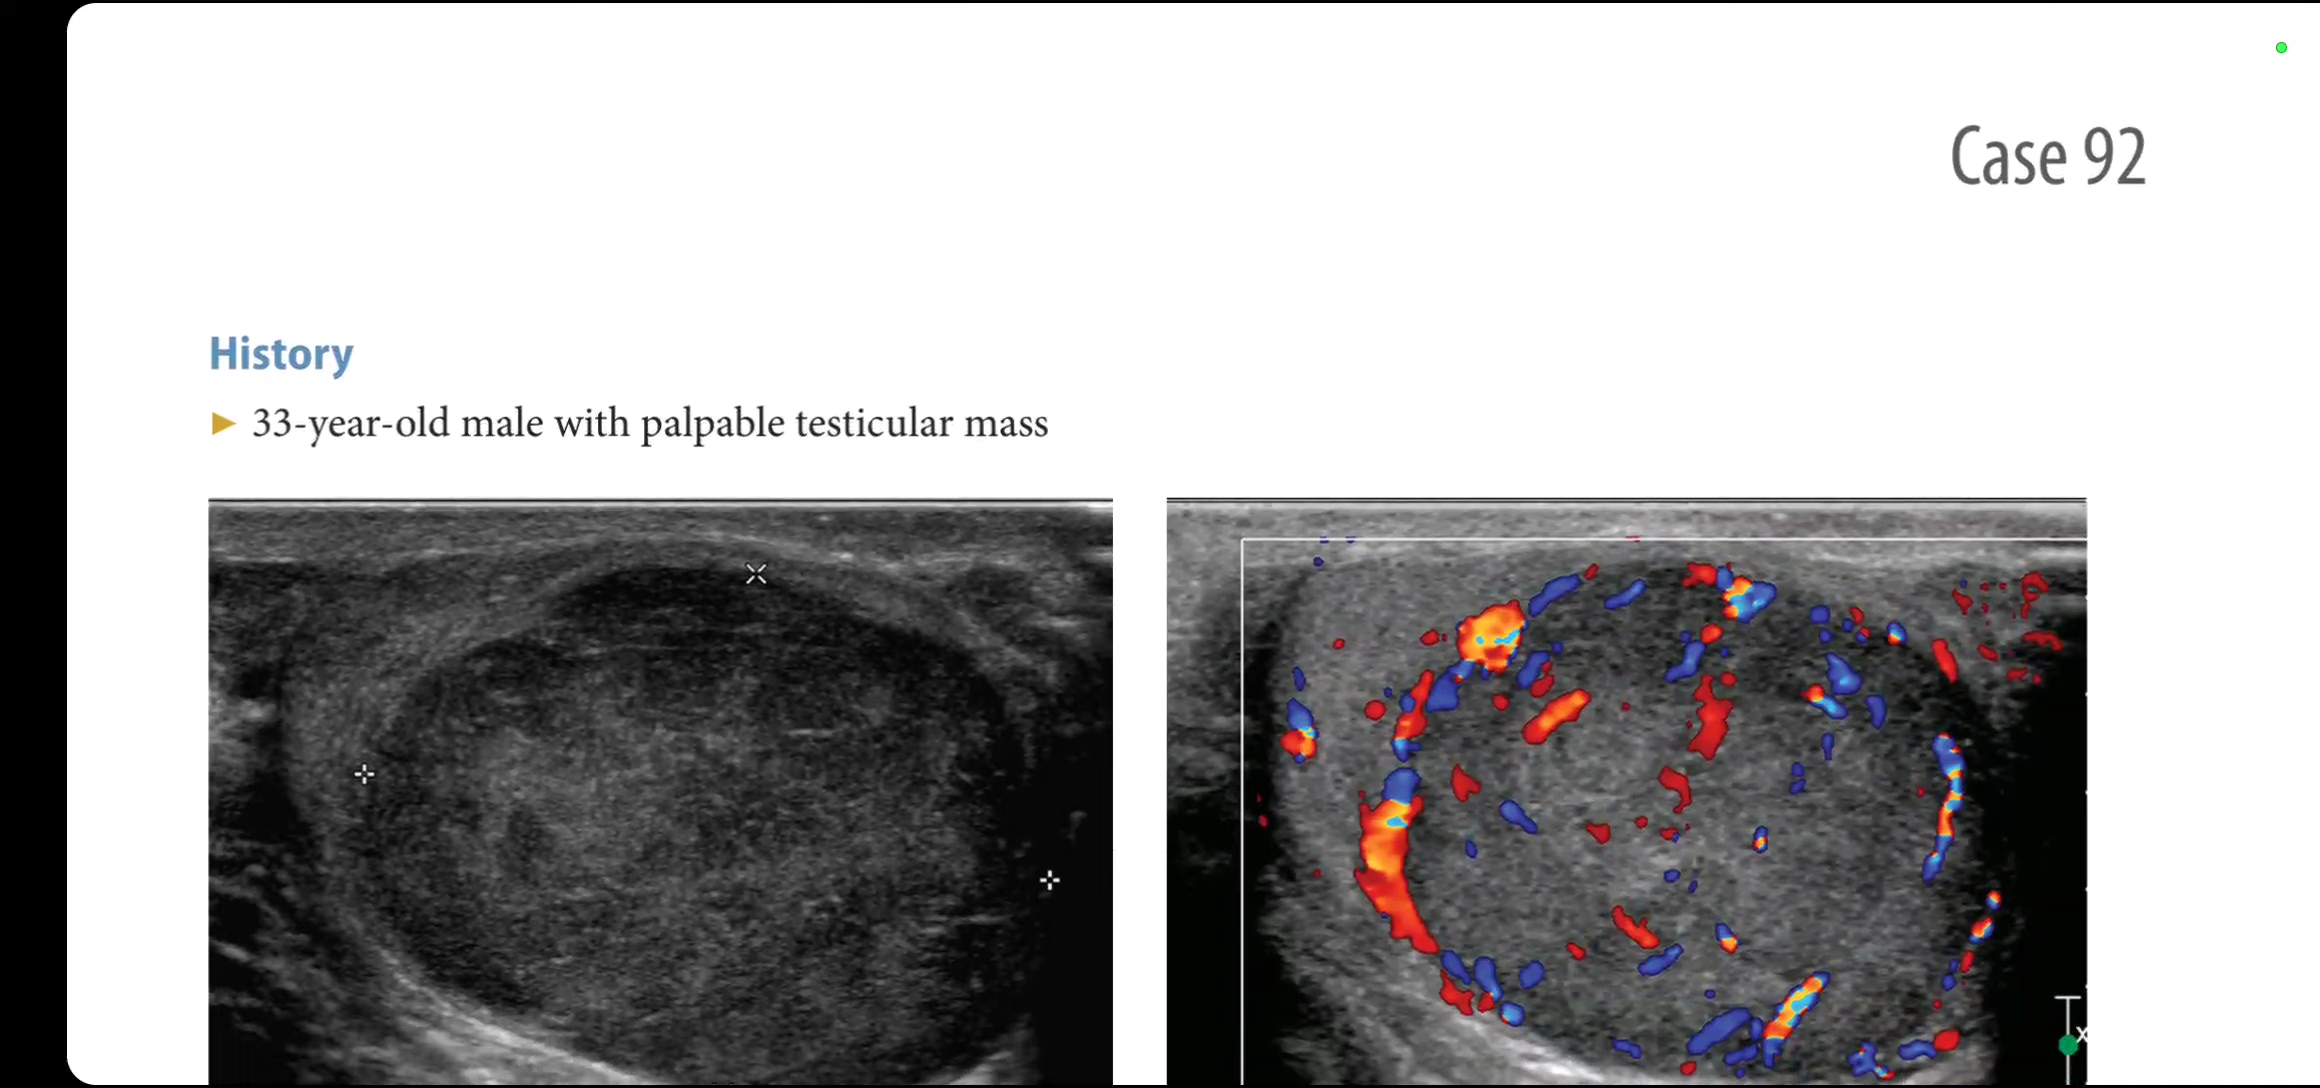 Case 92
History
► 33-year-old male with palpable testicular mass